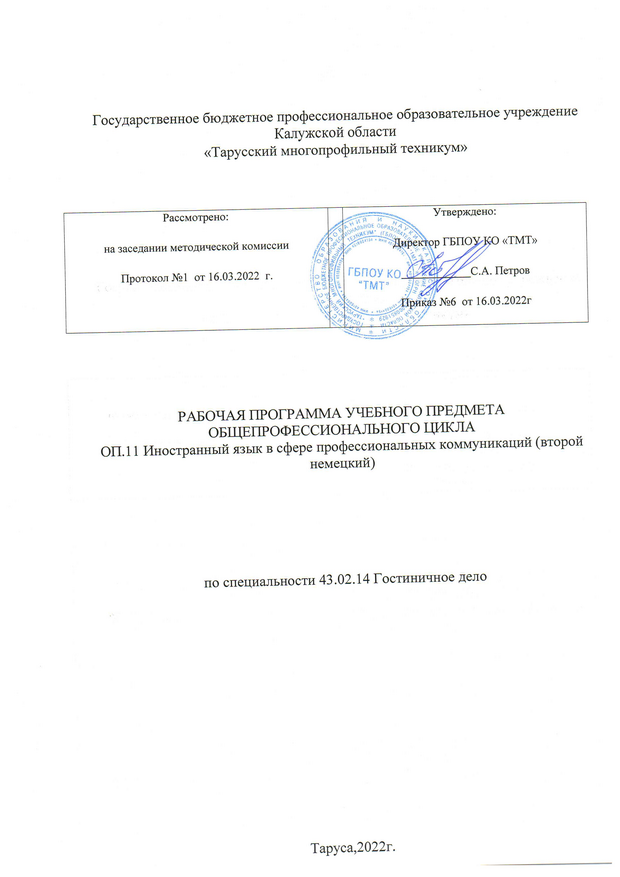 Государственное бюджетное профессиональное образовательное учреждение
Калужской области
«Тарусский многопрофильный техникум»
Рассмотрено:
на заседании методической комиссии
Протокол №1 от 16.03.2022 г.
Утверждено:
Директор ГБПОУ КО «ТМТ»
____________С.А. Петров
Приказ №6 от 16.03.2022г
ГБПОУ КО
"ТМТ"
РАБОЧАЯ ПРОГРАММА УЧЕБНОГО ПРЕДМЕТА
ОБЩЕПРОФЕССИОНАЛЬНОГО ЦИКЛА
ОП.11 Иностранный язык в сфере профессиональных коммуникаций (второй
немецкий)
по специальности 43.02.14 Гостиничное дело
Таруса,2022г.